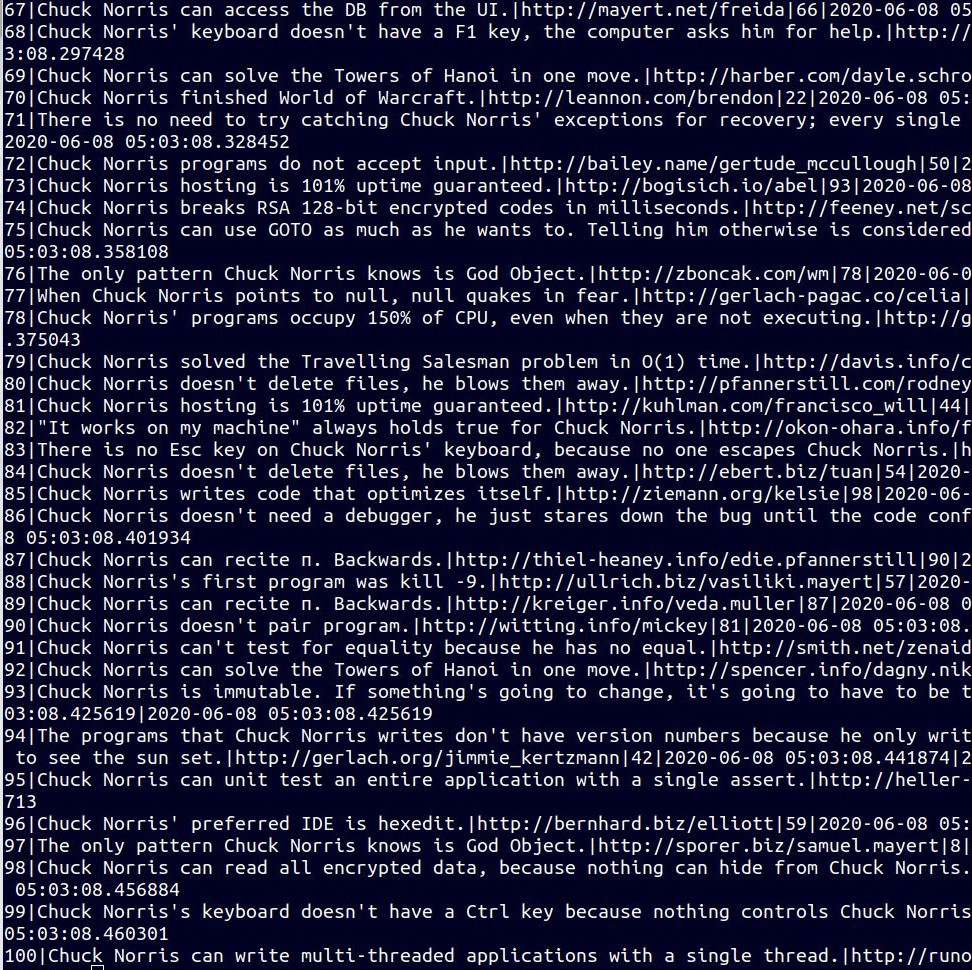 67|Chuck Norris can access the DB from the UI.|http://mayert.net/freida|66|2020-06-08 05
68|Chuck Norris' keyboard doesn't have a F1 key, the computer asks him for help.|http://
3:08.297428
69|Chuck Norris can solve the Towers of Hanoi in one move.|http://harber.com/dayle.schro
70|Chuck Norris finished World of Warcraft.|http://leannon.com/brendon|22|2020-06-08 05:
71|There is no need to try catching Chuck Norris' exceptions for recovery; every single
2020-06-08 05:03:08.328452
72|Chuck Norris programs do not accept input.|http://bailey.name/gertude_mccullough|50|2
73|Chuck Norris hosting is 101% uptime guaranteed.|http://bogisich.io/abel|93|2020-06-08
74|Chuck Norris breaks RSA 128-bit encrypted codes in milliseconds.|http://feeney.net/sc
75|Chuck Norris can use GOTO as much as he wants to. Telling him otherwise is considered
05:03:08.358108
76|The only pattern Chuck Norris knows is God Object.|http://zboncak.com/wm|78|2020-06-0
77|When Chuck Norris points to null, null quakes in fear.|http://gerlach-pagac.co/celia|
78|Chuck Norris' programs occupy 150% of CPU, even when they are not executing.|http://g
.375043
79|Chuck Norris solved the Travelling Salesman problem in O(1) time.|http://davis.info/c
80|Chuck Norris doesn't delete files, he blows them away.|http://pfannerstill.com/rodney
81|Chuck Norris hosting is 101% uptime guaranteed.|http://kuhlman.com/francisco_will|44|
82|"It works on my machine" always holds true for Chuck Norris.|http://okon-ohara.info/f
83|There is no Esc key on Chuck Norris' keyboard, because no one escapes Chuck Norris.|h
84|Chuck Norris doesn't delete files, he blows them away.|http://ebert.biz/tuan|54|2020-
85|Chuck Norris writes code that optimizes itself.|http://ziemann.org/kelsie|98|2020-06-
86|Chuck Norris doesn't need a debugger, he just stares down the bug until the code conf
8 05:03:08.401934
87|Chuck Norris can recite π. Backwards.|http://thiel-heaney.info/edie.pfannerstill|90|2
88|Chuck Norris's first program was kill -9.|http://ullrich.biz/vasiliki.mayert|57|2020-
89|Chuck Norris can recite π. Backwards.|http://kreiger.info/veda.muller|87|2020-06-08 0
90|Chuck Norris doesn't pair program.|http://witting.info/mickey|81|2020-06-08 05:03:08.
91|Chuck Norris can't test for equality because he has no equal.|http://smith.net/zenaid
92|Chuck Norris can solve the Towers of Hanoi in one move.|http://spencer.info/dagny.nik
93|Chuck Norris is immutable. If something's going to change, it's going to have to be t
03:08.425619|2020-06-08 05:03:08.425619
94|The programs that Chuck Norris writes don't have version numbers because he only writ
to see the sun set.|http://gerlach.org/jimmie_kertzmann|42|2020-06-08 05:03:08.441874|2
95|Chuck Norris can unit test an entire application with a single assert.|http://heller-
713
96|Chuck Norris' preferred IDE is hexedit.|http://bernhard.biz/elliott|59|2020-06-08 05:
97|The only pattern Chuck Norris knows is God Object.|http://sporer.biz/samuel.mayert|8|
98|Chuck Norris can read all encrypted data, because nothing can hide from Chuck Norris.
05:03:08.456884
99|Chuck Norris's keyboard doesn't have a Ctrl key because nothing controls Chuck Norris
05:03:08.460301
100|Chuck Norris can write multi-threaded applications with a single thread.|http://runo